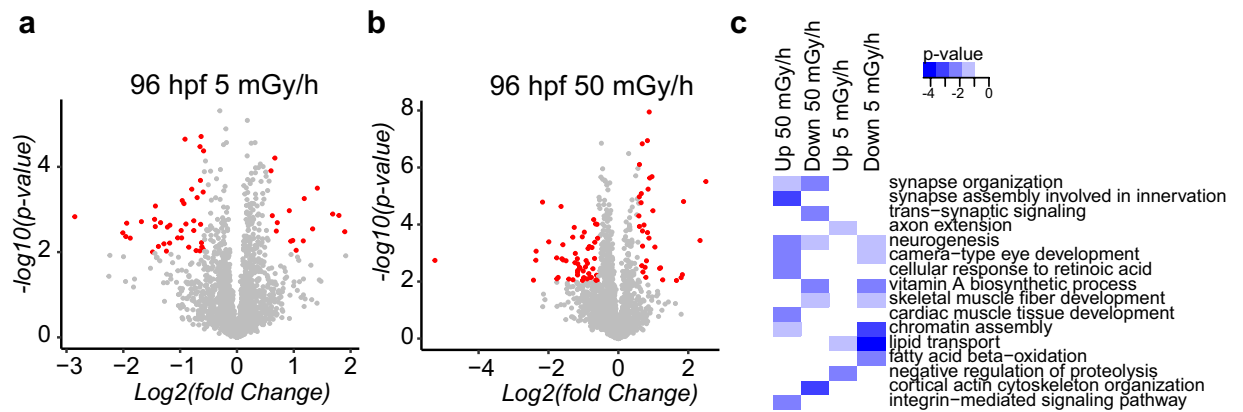 a
96 hpf 5 mGy/h
-log10(p-value)
4
2
0
−3
−2
−1
0
1
2
Log2(fold Change)
b
96 hpf 50 mGy/h
-log10(p-value)
8
6
4
2
0
−4
−2
0
2
Log2(fold Change)
c
Up 50 mGy/h
Down 50 mGy/h
Up 5 mGy/h
Down 5 mGy/h
p-value
-4
-2
0
synapse organization
synapse assembly involved in innervation
trans−synaptic signaling
axon extension
neurogenesis
camera−type eye development
cellular response to retinoic acid
vitamin A biosynthetic process
skeletal muscle fiber development
cardiac muscle tissue development
chromatin assembly
lipid transport
fatty acid beta−oxidation
negative regulation of proteolysis
cortical actin cytoskeleton organization
integrin−mediated signaling pathway